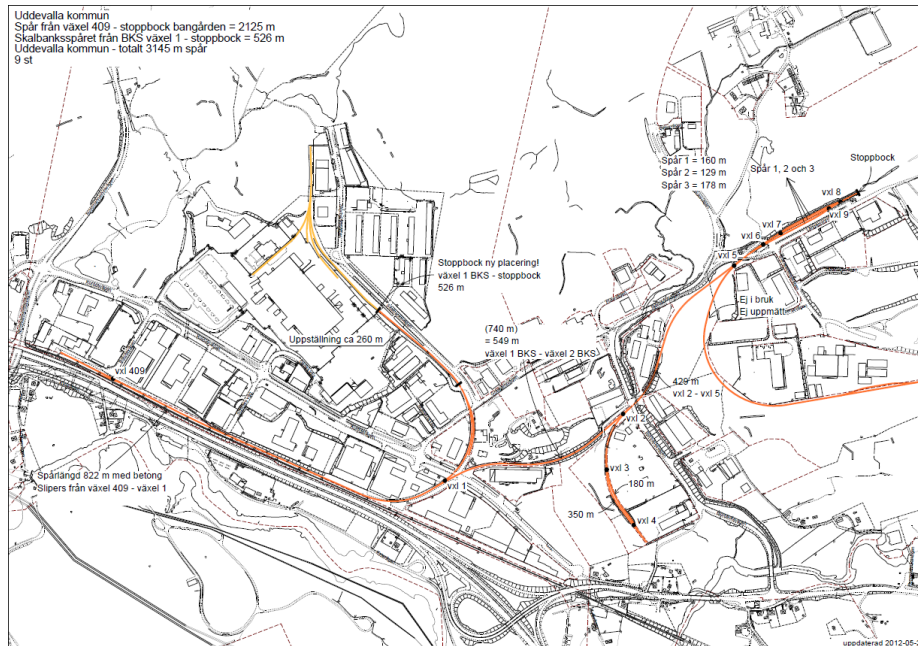 Uddevalla kommun
Spår från växel 409 - stoppbock bangården = 2125 m
Skalbanksspåret från BKS växel 1 - stoppbock = 526 m
Uddevalla kommun - totalt 3145 m spår
9 st
Spår 1 = 160 m
Spår 2 = 129 m
Spår 3 = 178 m
Spår 1, 2 och 3
Stoppbock
vxl 8
vxl 9
vxl 7
vxl 6
vxl 5
Stoppbock ny placering!
växel 1 BKS - stoppbock
526 m
Ej i bruk
Ej uppmätt
Uppställning ca 260 m
(740 m)
= 549 m
växel 1 BKS - växel 2 BKS
vxl 409
429 m
vxl 2 - vxl 5
vxl 2
Spårlängd 822 m med betong
Slipers från växel 409 - växel 1
vxl 1
vxl 3
180 m
350 m
vxl 4
uppdaterad 2012-05-2